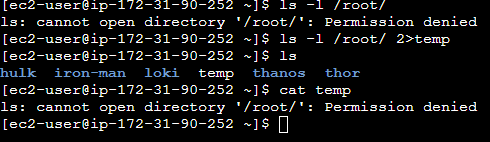 [ec2-user@ip-172-31-90-252 ~]$ ls -l /root/
ls: cannot open directory '/root/': Permission denied
[ec2-user@ip-172-31-90-252 ~]$ ls -l /root/ 2>temp
[ec2-user@ip-172-31-90-252 ~]$ ls
hulk  iron-man  loki  temp  thanos  thor
[ec2-user@ip-172-31-90-252 ~]$ cat temp
ls: cannot open directory '/root/': Permission denied
[ec2-user@ip-172-31-90-252 ~]$